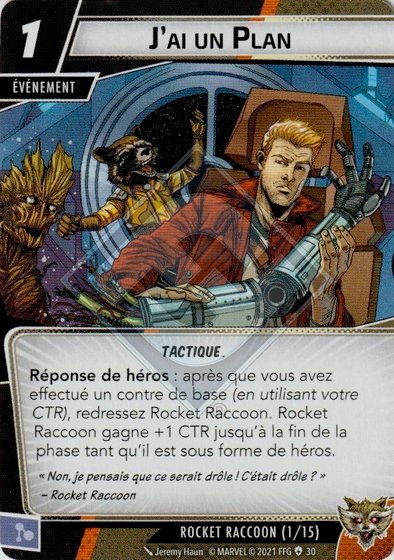 1
J'AI UN PLAN
ÉVÉNEMENT
TACTIQUE.
Réponse de héros : après que vous avez
effectué un contre de base (en utilisant votre
CTR), redressez Rocket Raccoon. Rocket
Raccoon gagne +1 CTR jusqu'à la fin de la
phase tant qu'il est sous forme de héros.
« Non, je pensais que ce serait drôle ! C'était drôle ? »
– Rocket Raccoon
ROCKET RACCOON (1/15)
Jeremy Haun © MARVEL © 2021 FFG 30